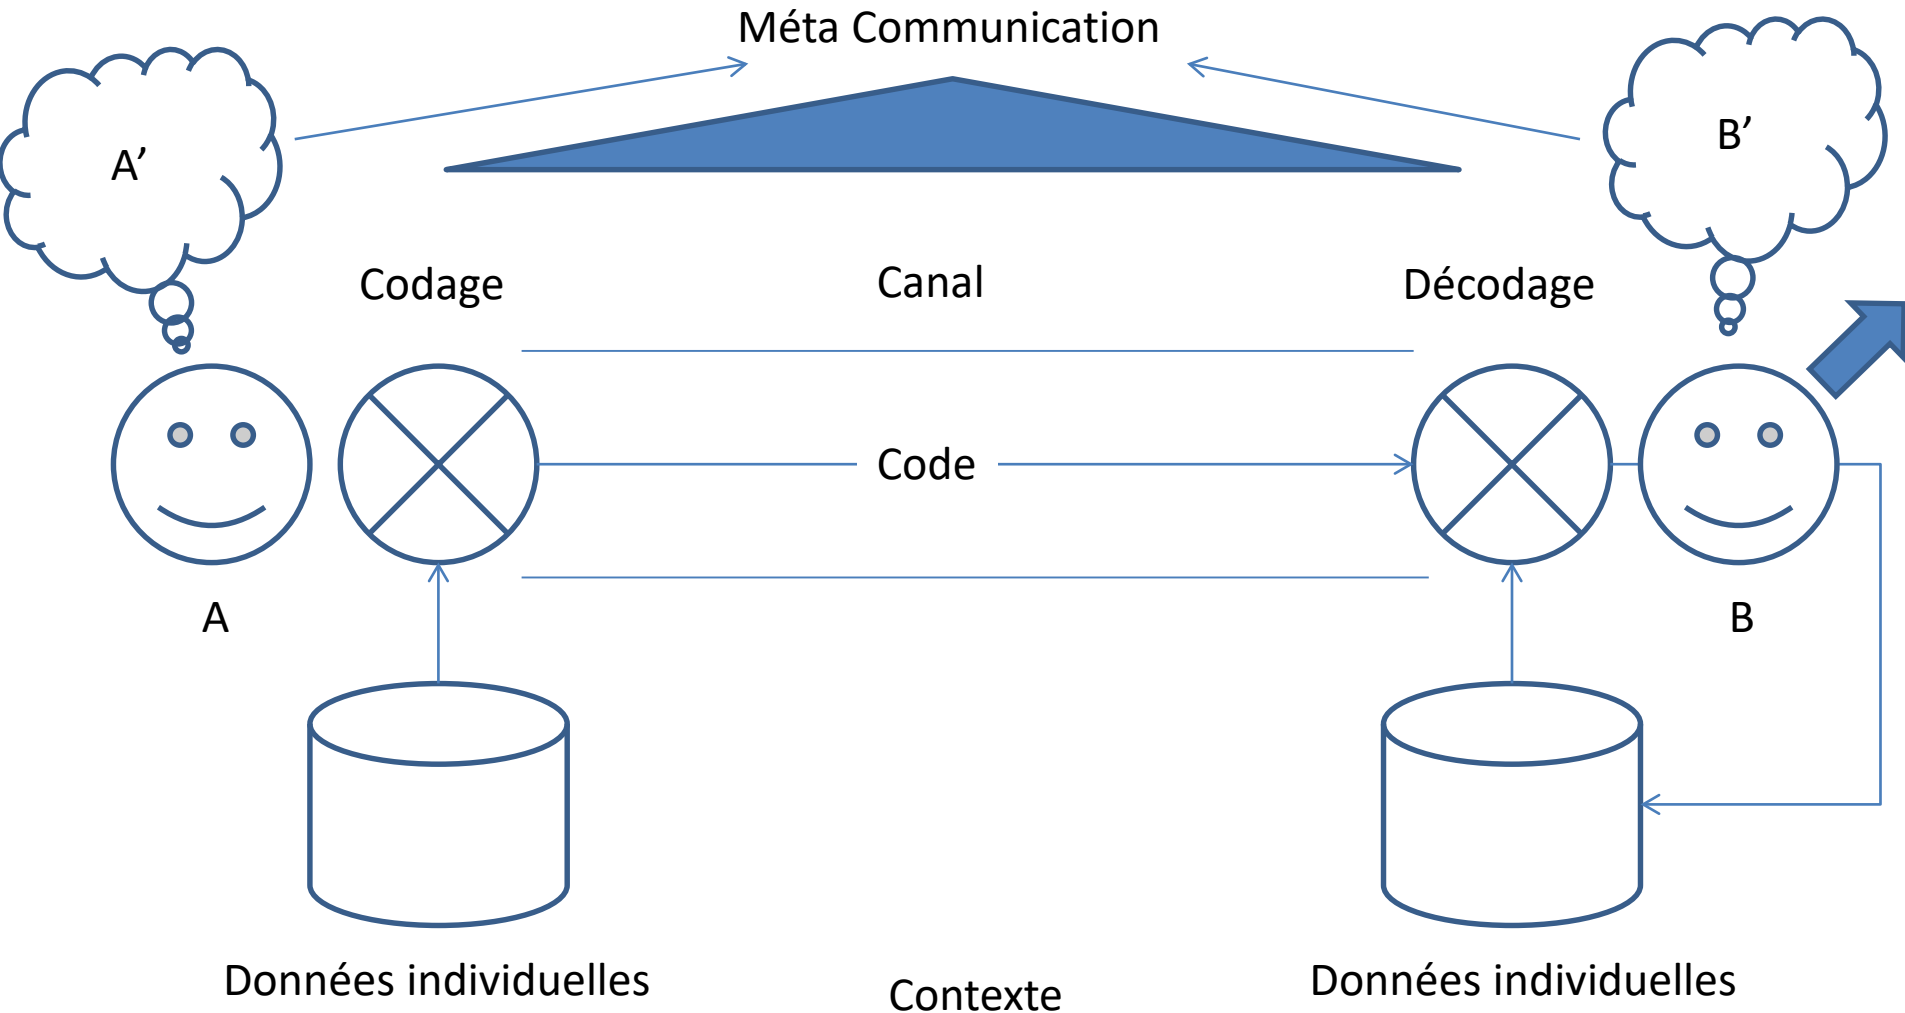 Méta Communication
A’
B’
Codage
Canal
Décodage
Code
A
B
Données individuelles
Contexte
Données individuelles